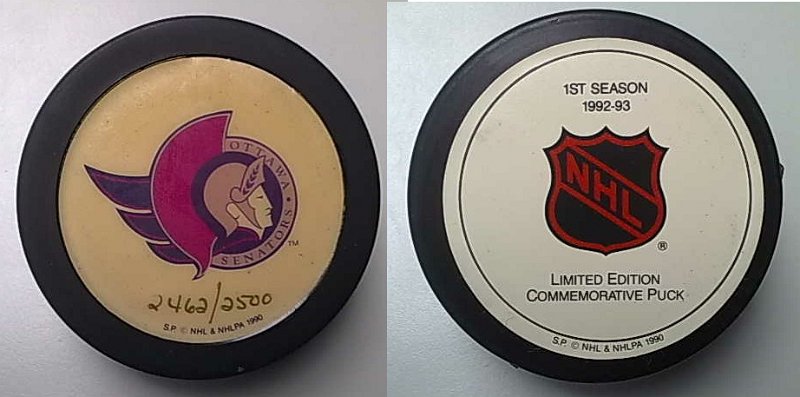 OTTAWA • SENATORS •
TM
2462/2500
S.P. © NHL & NHLPA 1990
1ST SEASON
1992-93
NHL
®
LIMITED EDITION
COMMEMORATIVE PUCK
S.P. © NHL & NHLPA 1990